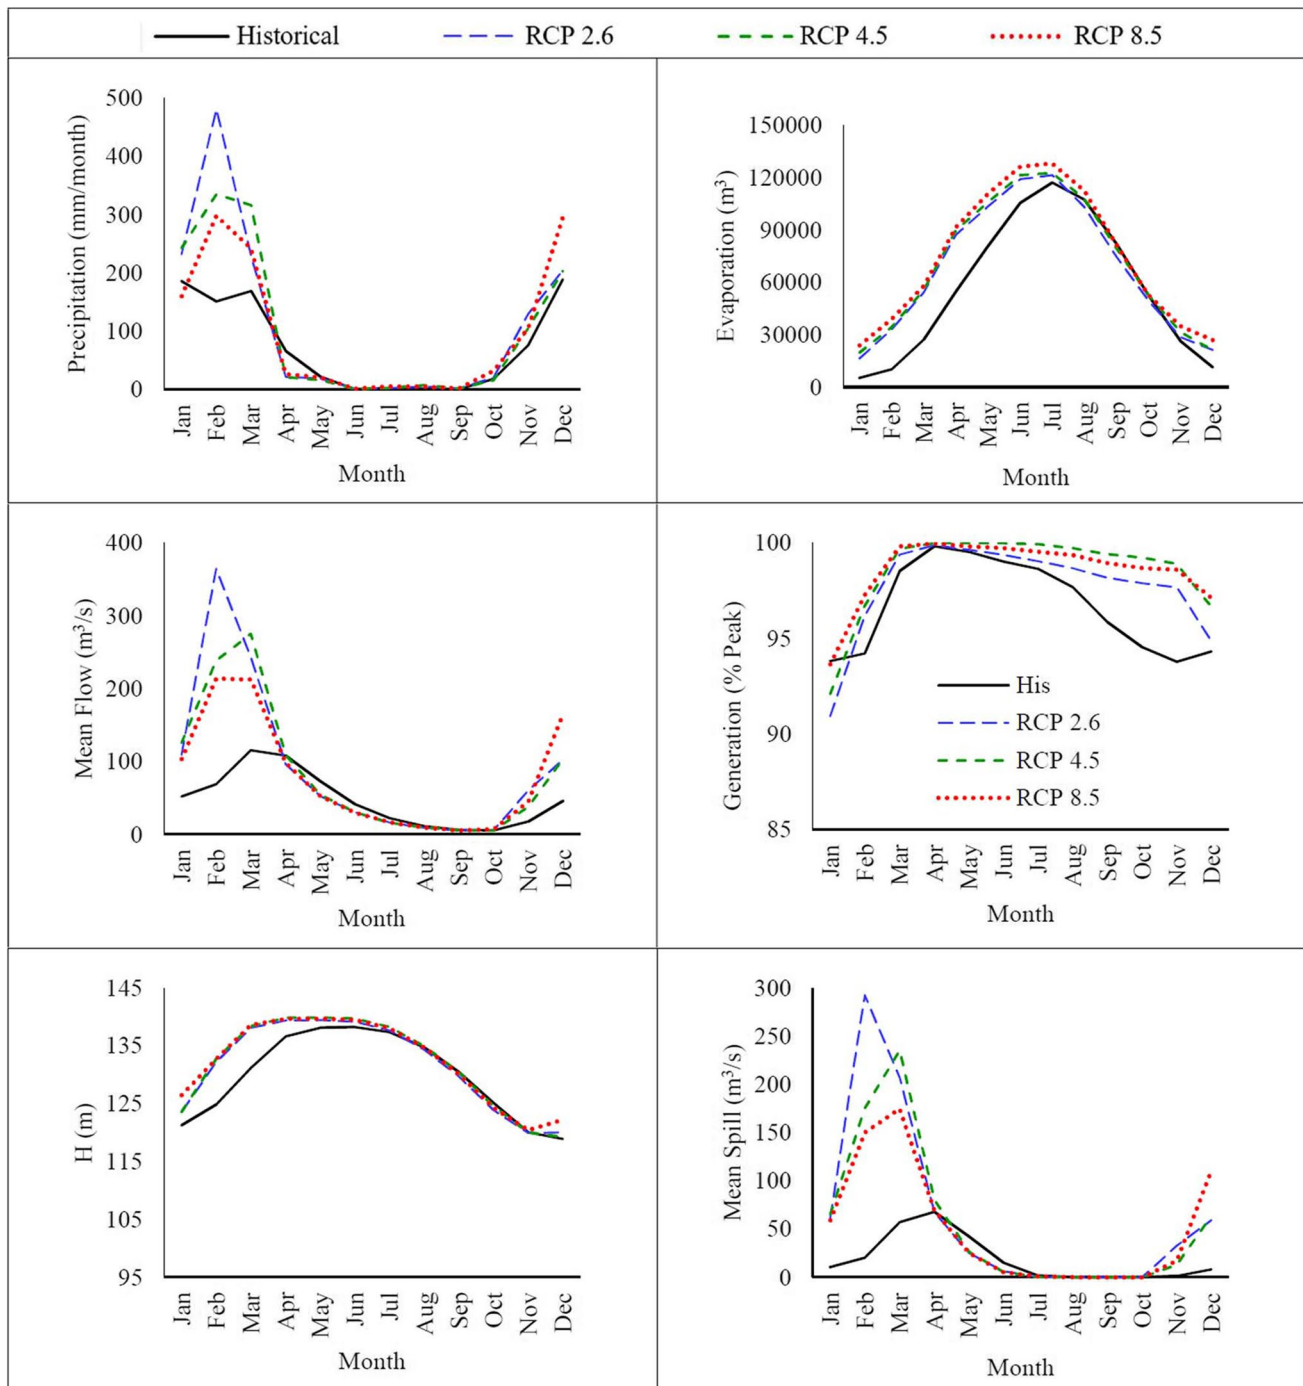 Historical RCP 2.6 RCP 4.5 RCP 8.5
Precipitation (mm/month)
500
400
300
200
100
0
Jan Feb Mar Apr May Jun Jul Aug Sep Oct Nov Dec
Month
Evaporation (m³)
150000
120000
90000
60000
30000
0
Jan Feb Mar Apr May Jun Jul Aug Sep Oct Nov Dec
Month
Mean Flow (m³/s)
400
300
200
100
0
Jan Feb Mar Apr May Jun Jul Aug Sep Oct Nov Dec
Month
Generation (% Peak)
100
95
90
85
His
RCP 2.6
RCP 4.5
RCP 8.5
Jan Feb Mar Apr May Jun Jul Aug Sep Oct Nov Dec
Month
H (m)
145
135
125
115
105
95
Jan Feb Mar Apr May Jun Jul Aug Sep Oct Nov Dec
Month
Mean Spill (m³/s)
300
250
200
150
100
50
0
Jan Feb Mar Apr May Jun Jul Aug Sep Oct Nov Dec
Month